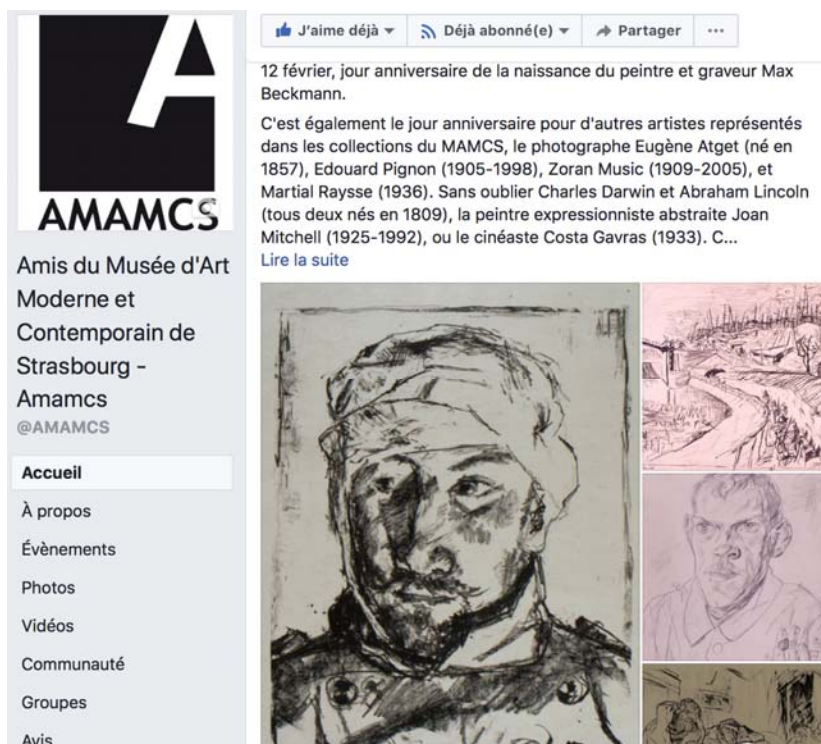 AMAMCS
Amis du Musée d'Art
Moderne et
Contemporain de
Strasbourg -
Amamcs
@AMAMCS
Accueil
À propos
Évènements
Photos
Vidéos
Communauté
Groupes
Avis
J'aime déjà
Déjà abonné(e)
Partager
12 février, jour anniversaire de la naissance du peintre et graveur Max
Beckmann.
C'est également le jour anniversaire pour d'autres artistes représentés
dans les collections du MAMCS, le photographe Eugène Atget (né en
1857), Edouard Pignon (1905-1998), Zoran Music (1909-2005), et
Martial Raysse (1936). Sans oublier Charles Darwin et Abraham Lincoln
(tous deux nés en 1809), la peintre expressionniste abstraite Joan
Mitchell (1925-1992), ou le cinéaste Costa Gavras (1933). C...
Lire la suite